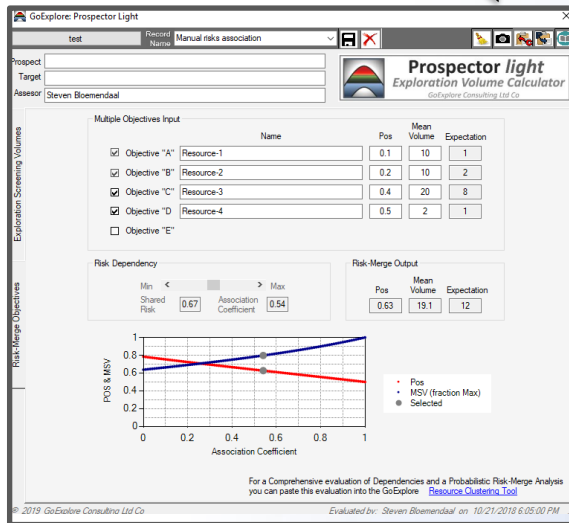 GoExplore: Prospector Light
test Record Name Manual risks association
Prospect
Target
Assesor Steven Bloemendaal
Prospector light
Exploration Volume Calculator
GoExplore Consulting Ltd Co
Exploration Screening Volumes
Risk-Merge Objectives
Multiple Objectives Input
Name Pos Mean Volume Expectation
Objective "A" Resource-1 0.1 10 1
Objective "B" Resource-2 0.2 10 2
Objective "C" Resource-3 0.4 20 8
Objective "D Resource-4 0.5 2 1
Objective "E"
Risk Dependency
Min < > Max
Shared Risk 0.67 Association Coefficient 0.54
Risk-Merge Output
Pos Mean Volume Expectation
0.63 19.1 12
POS & MSV
1
0.8
0.6
0.4
0.2
0
0 0.2 0.4 0.6 0.8 1
Association Coefficient
Pos
MSV (fraction Max)
Selected
For a Comprehensive evaluation of Dependencies and a Probabilistic Risk-Merge Analysis
you can paste this evaluation into the GoExplore Resource Clustering Tool
© 2019 GoExplore Consulting Ltd Co Evaluated by: Steven Bloemendaal on 10/21/2018 6:05:00 PM